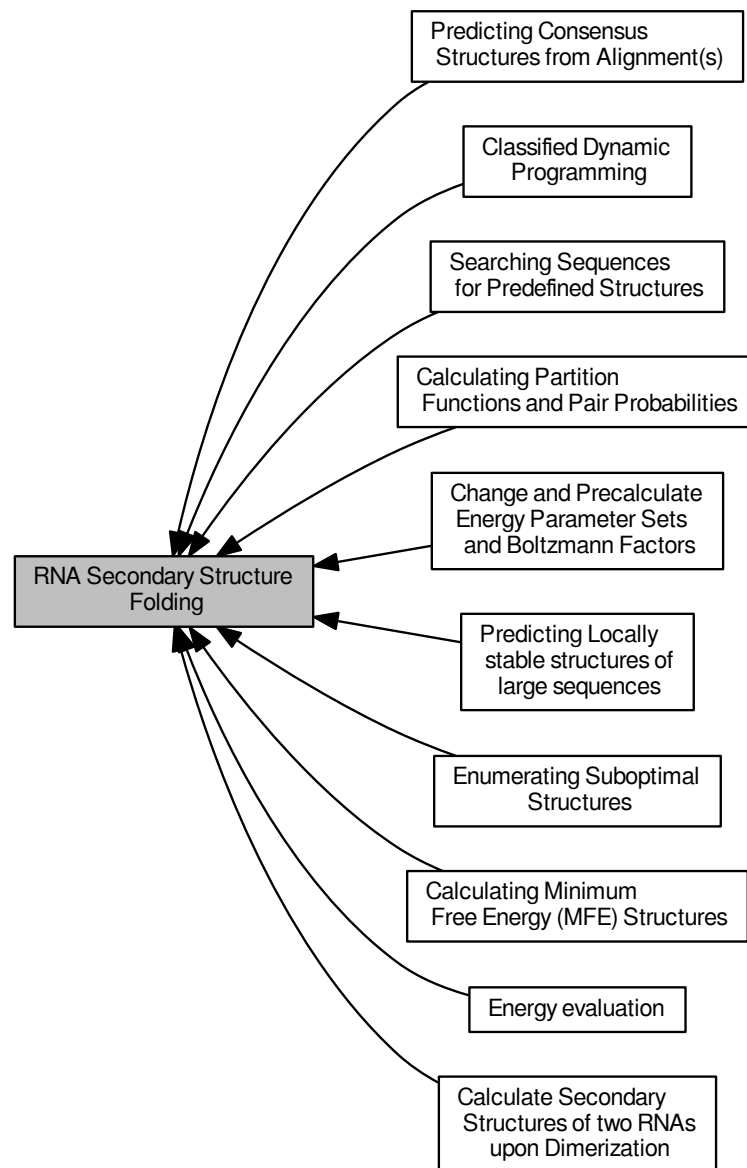 Predicting Consensus
Structures from Alignment(s)
Classified Dynamic
Programming
Searching Sequences
for Predefined Structures
Calculating Partition
Functions and Pair Probabilities
Change and Precalculate
Energy Parameter Sets
and Boltzmann Factors
RNA Secondary Structure
Folding
Predicting Locally
stable structures of
large sequences
Enumerating Suboptimal
Structures
Calculating Minimum
Free Energy (MFE) Structures
Energy evaluation
Calculate Secondary
Structures of two RNAs
upon Dimerization